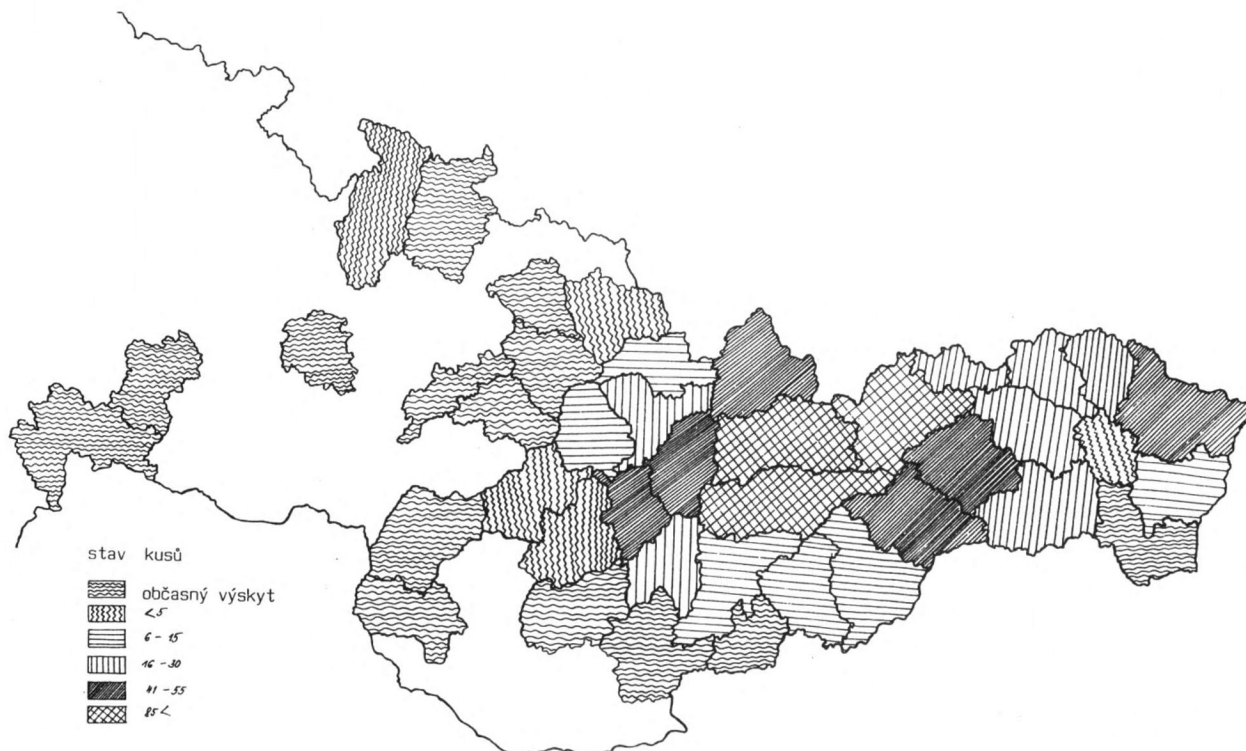 stav kusů
občasný výskyt
<5
6 - 15
16 - 30
41 - 55
85<